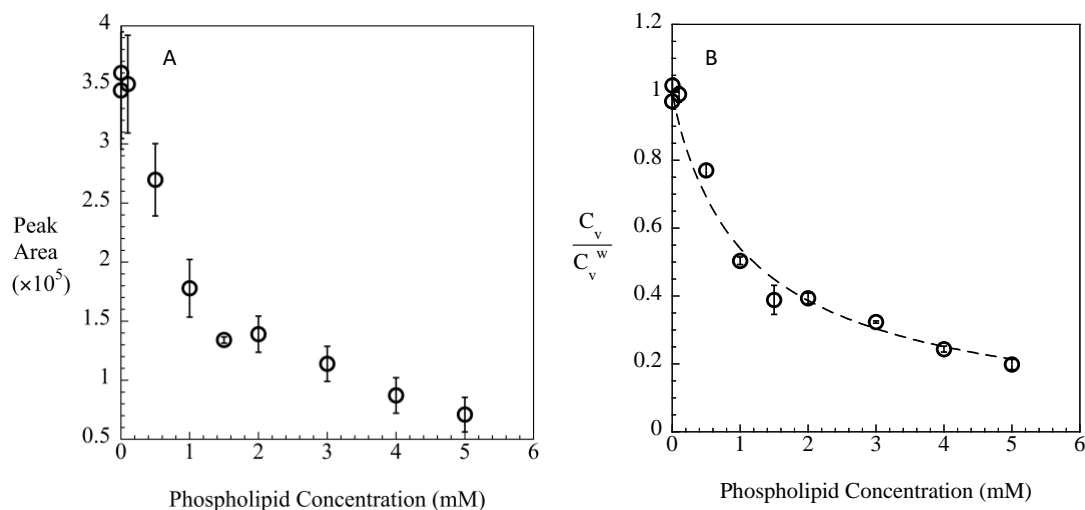 A
4
3.5
3
2.5
2
1.5
1
0.5
Peak
Area
(×10⁵)
0 1 2 3 4 5 6
Phospholipid Concentration (mM)
B
1.2
1
0.8
0.6
0.4
0.2
0
C_v
C_v^w
0 1 2 3 4 5 6
Phospholipid Concentration (mM)